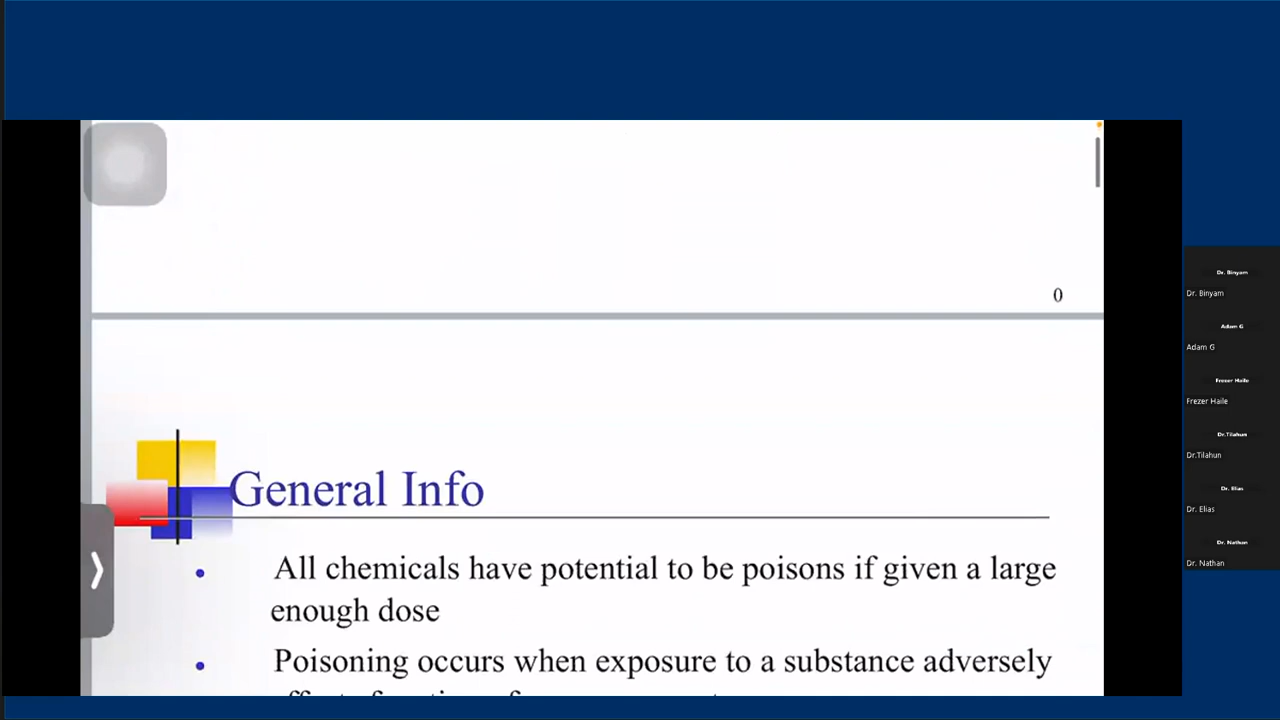 0
General Info
• All chemicals have potential to be poisons if given a large
enough dose
• Poisoning occurs when exposure to a substance adversely
Dr. Binyam
Dr. Binyam
Adam G
Adam G
Frezer Haile
Frezer Haile
Dr.Tilahun
Dr.Tilahun
Dr. Elias
Dr. Elias
Dr. Nathan
Dr. Nathan